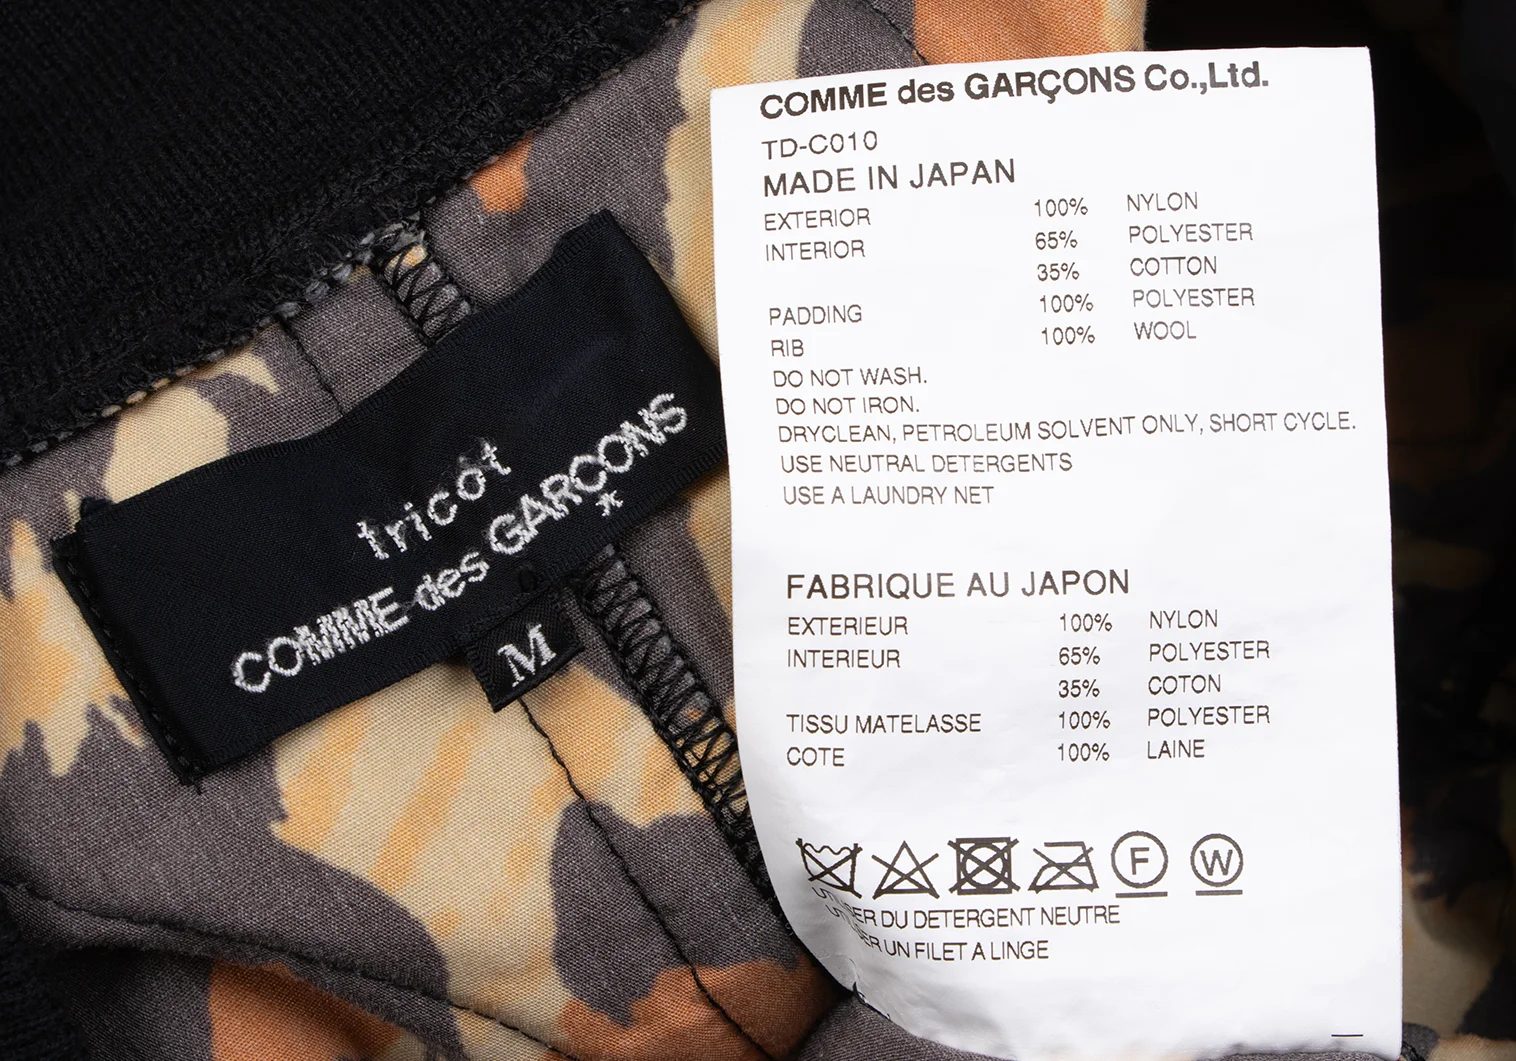 tricot
COMME des GARCONS
M
COMME des GARÇONS Co.,Ltd.
TD-C010
MADE IN JAPAN
EXTERIOR 100% NYLON
INTERIOR 65% POLYESTER
35% COTTON
PADDING 100% POLYESTER
RIB 100% WOOL
DO NOT WASH.
DO NOT IRON.
DRYCLEAN, PETROLEUM SOLVENT ONLY, SHORT CYCLE.
USE NEUTRAL DETERGENTS
USE A LAUNDRY NET
FABRIQUE AU JAPON
EXTERIEUR 100% NYLON
INTERIEUR 65% POLYESTER
35% COTON
TISSU MATELASSE 100% POLYESTER
COTE 100% LAINE
F W
UTILISER DU DETERGENT NEUTRE
UTILISER UN FILET A LINGE